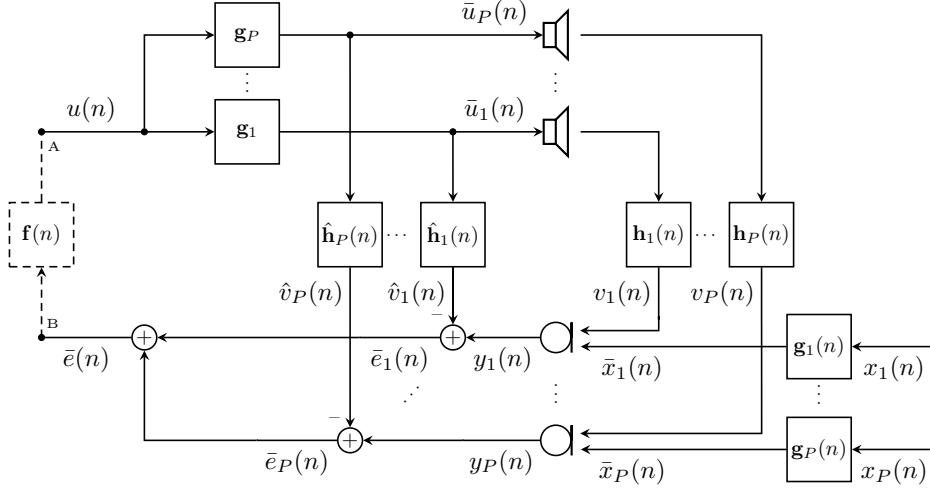 ū_P(n)
g_P
⋮ ⋮
u(n) ū_1(n)
g_1
A
f(n) ĥ_P(n) ⋯ ĥ_1(n) h_1(n) ⋯ h_P(n)
v̂_P(n) v̂_1(n) v_1(n) v_P(n)
B − g_1(n)
+ +
ē(n) ē_1(n) y_1(n) x̄_1(n) x_1(n)
⋰ ⋮ ⋮
− +
g_P(n)
ē_P(n) y_P(n) x̄_P(n) x_P(n)